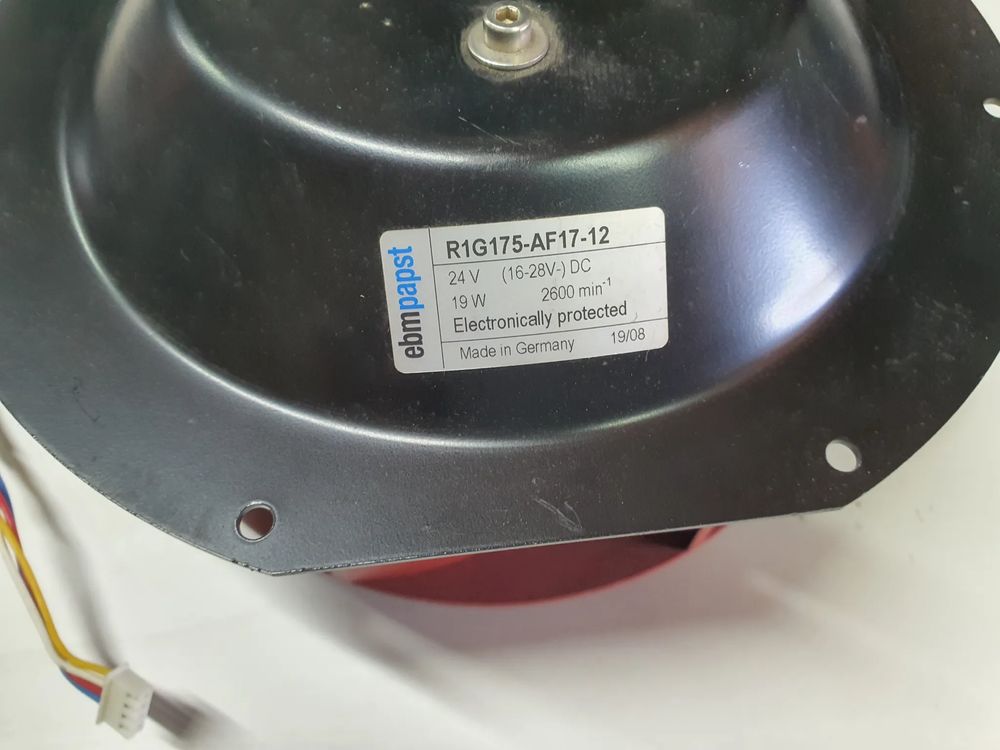 ebmpapst
R1G175-AF17-12
24 V (16-28V-) DC
19 W 2600 min⁻¹
Electronically protected
Made in Germany 19/08